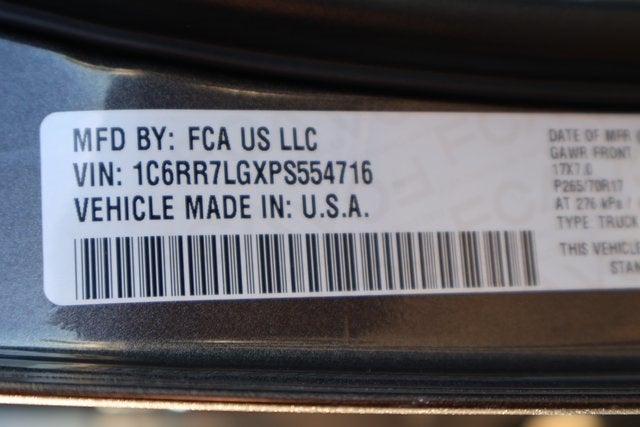 MFD BY: FCA US LLC
VIN: 1C6RR7LGXPS554716
VEHICLE MADE IN: U.S.A.
DATE OF MFR
GAWR FRONT
17X7.0
P265/70R17
AT 276 kPa /
TYPE: TRUCK
THIS VEHICLE
STAN